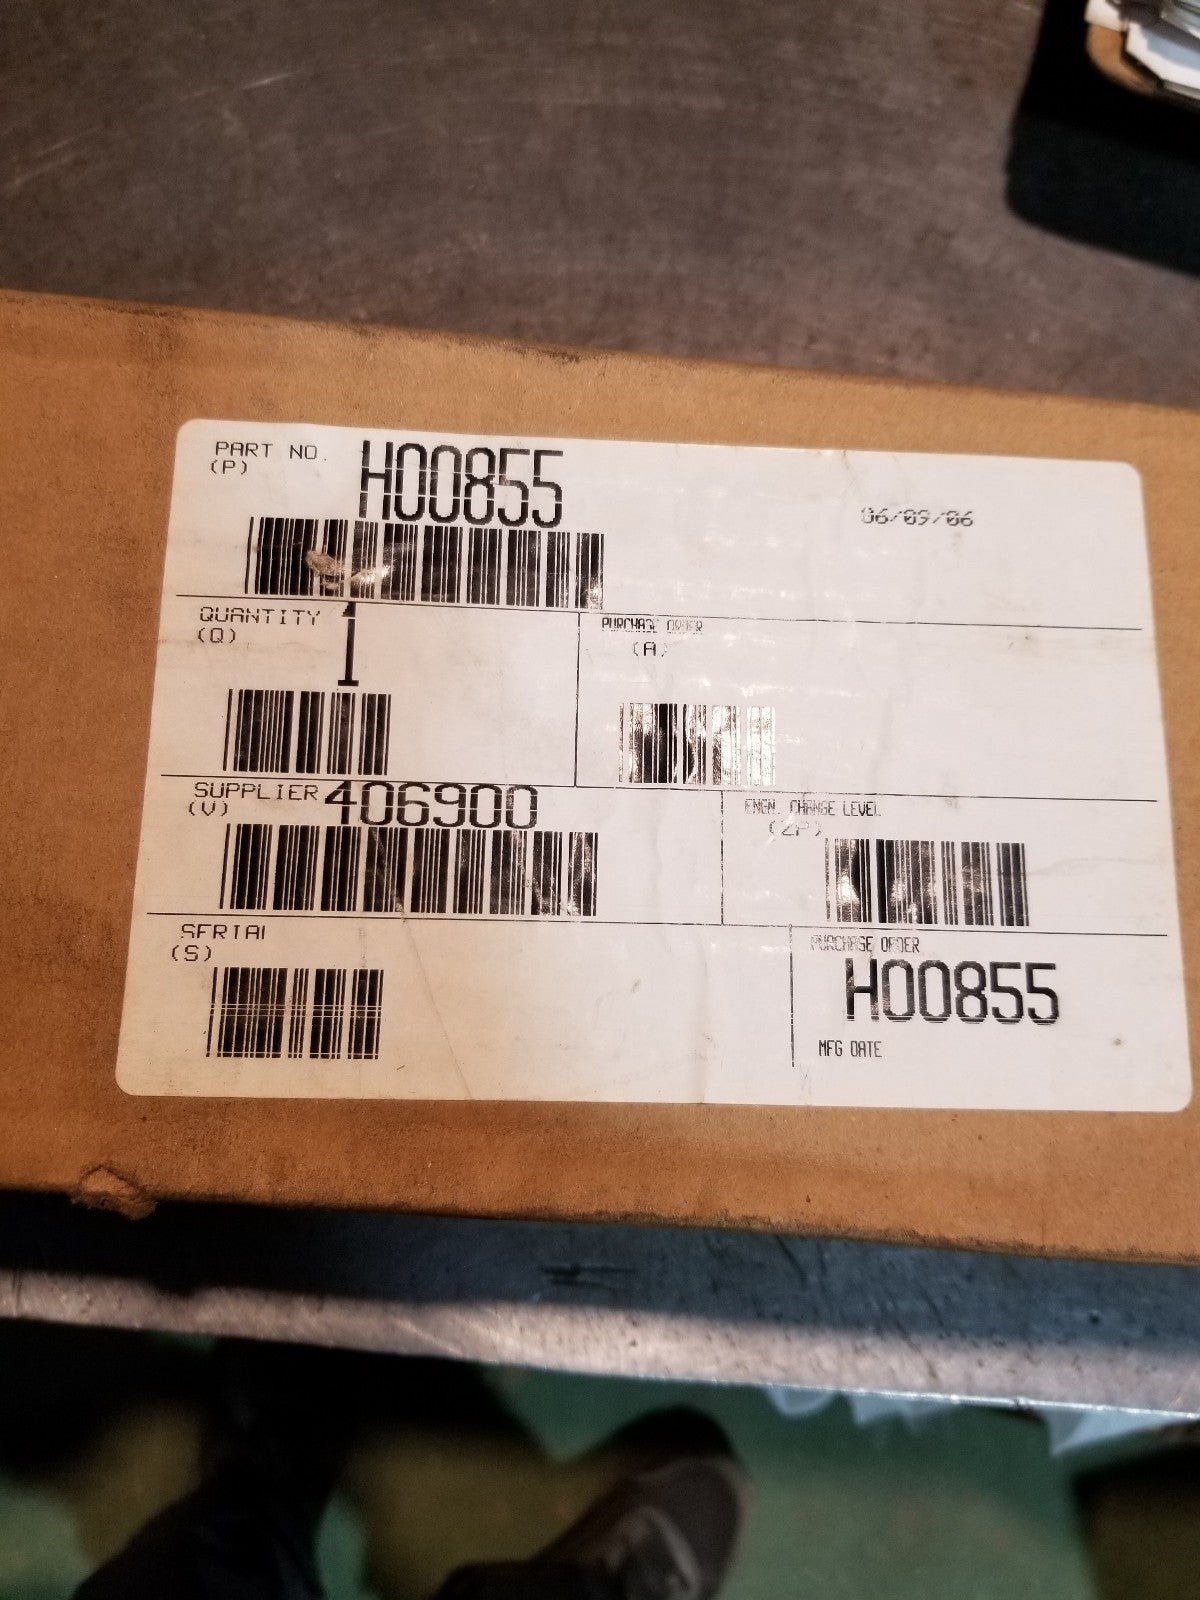 PART NO.
(P)
H00855
06/09/06
QUANTITY
(Q)
1
PURCHASE ORDER
(A)
SUPPLIER
(V)
406900
ENGN. CHANGE LEVEL
(ZP)
SERIAL
(S)
PURCHASE ORDER
H00855
MFG DATE